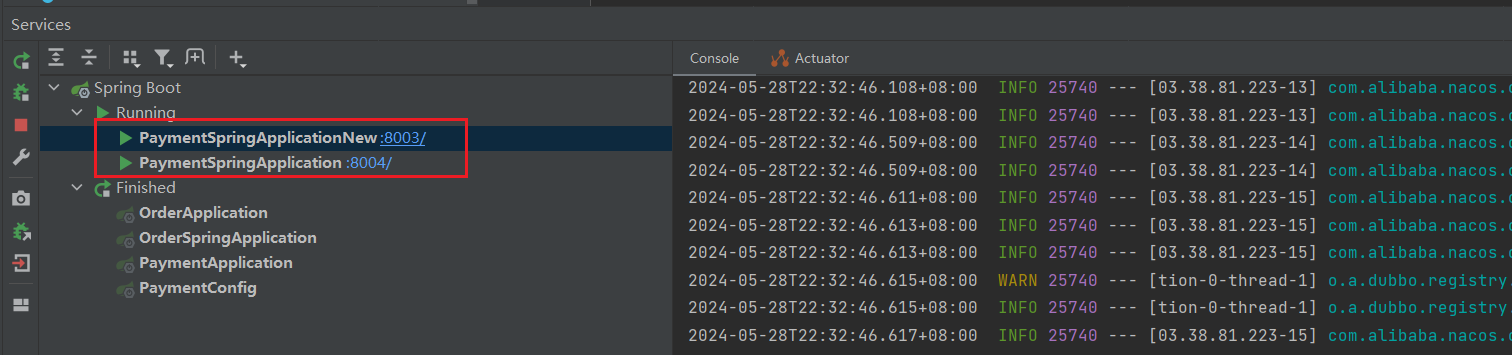 Services
Console
Actuator
Spring Boot
Running
PaymentSpringApplicationNew :8003/
PaymentSpringApplication :8004/
Finished
OrderApplication
OrderSpringApplication
PaymentApplication
PaymentConfig
2024-05-28T22:32:46.108+08:00 INFO 25740 --- [03.38.81.223-13] com.alibaba.nacos.
2024-05-28T22:32:46.108+08:00 INFO 25740 --- [03.38.81.223-13] com.alibaba.nacos.
2024-05-28T22:32:46.509+08:00 INFO 25740 --- [03.38.81.223-14] com.alibaba.nacos.
2024-05-28T22:32:46.509+08:00 INFO 25740 --- [03.38.81.223-14] com.alibaba.nacos.
2024-05-28T22:32:46.611+08:00 INFO 25740 --- [03.38.81.223-15] com.alibaba.nacos.
2024-05-28T22:32:46.613+08:00 INFO 25740 --- [03.38.81.223-15] com.alibaba.nacos.
2024-05-28T22:32:46.613+08:00 INFO 25740 --- [03.38.81.223-15] com.alibaba.nacos.
2024-05-28T22:32:46.615+08:00 WARN 25740 --- [tion-0-thread-1] o.a.dubbo.registry.
2024-05-28T22:32:46.615+08:00 INFO 25740 --- [tion-0-thread-1] o.a.dubbo.registry.
2024-05-28T22:32:46.617+08:00 INFO 25740 --- [03.38.81.223-15] com.alibaba.nacos.